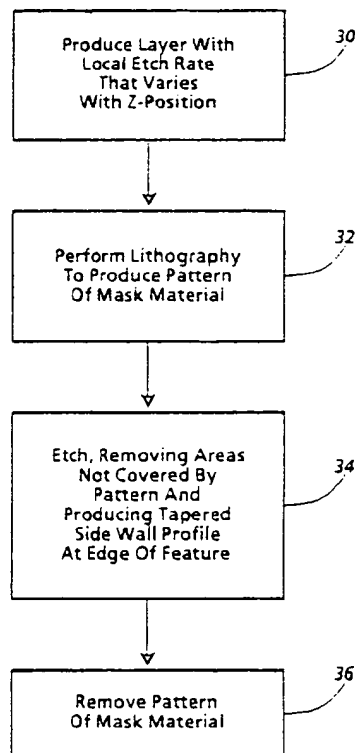 Produce Layer With
Local Etch Rate
That Varies
With Z-Position
30
Perform Lithography
To Produce Pattern
Of Mask Material
32
Etch, Removing Areas
Not Covered By
Pattern And
Producing Tapered
Side Wall Profile
At Edge Of Feature
34
Remove Pattern
Of Mask Material
36